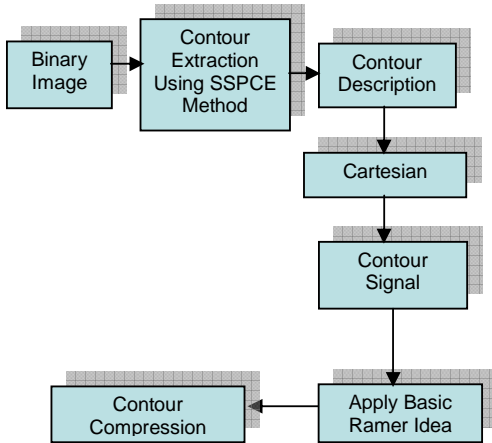 Binary
Image
Contour
Extraction
Using SSPCE
Method
Contour
Description
Cartesian
Contour
Signal
Apply Basic
Ramer Idea
Contour
Compression